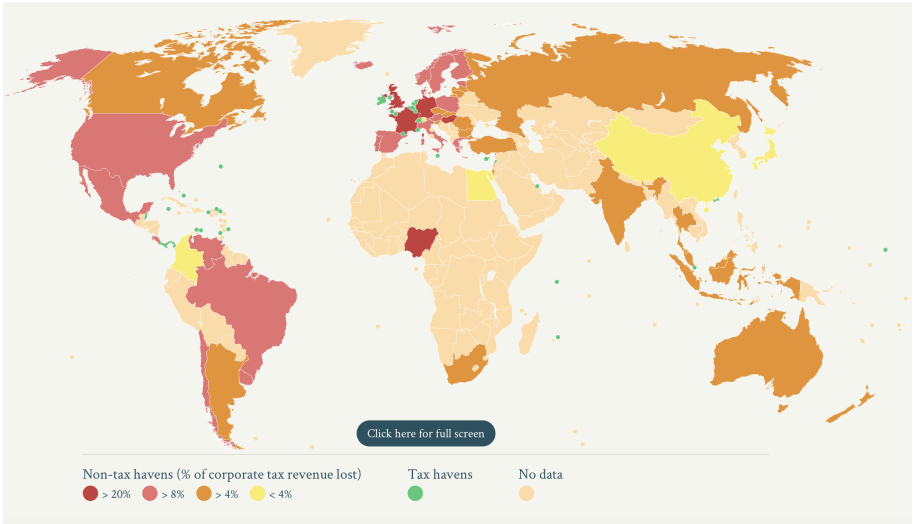 Click here for full screen
Non-tax havens (% of corporate tax revenue lost) Tax havens No data
> 20% > 8% > 4% < 4%